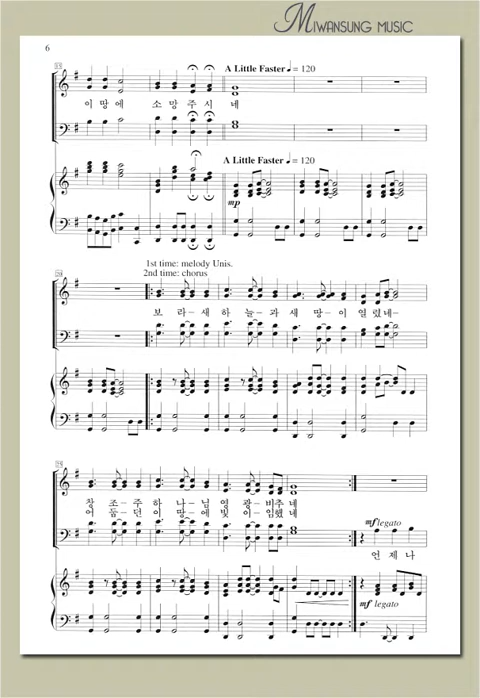 MIWANSUNG MUSIC
6
A Little Faster ♩= 120
이 땅 에 소 망 주 시 네
A Little Faster ♩= 120
mp
1st time: melody Unis.
2nd time: chorus
보 라 - 새 하 늘 - 과 새 땅 - 이 열 렸 네 -
창 조 - 주 하 나 - 님 영 광 - 비 추 네
어 둠 - 던 이 땅 - 에 빛 이 - 임 했 네
mf legato
언 제 나
mf legato